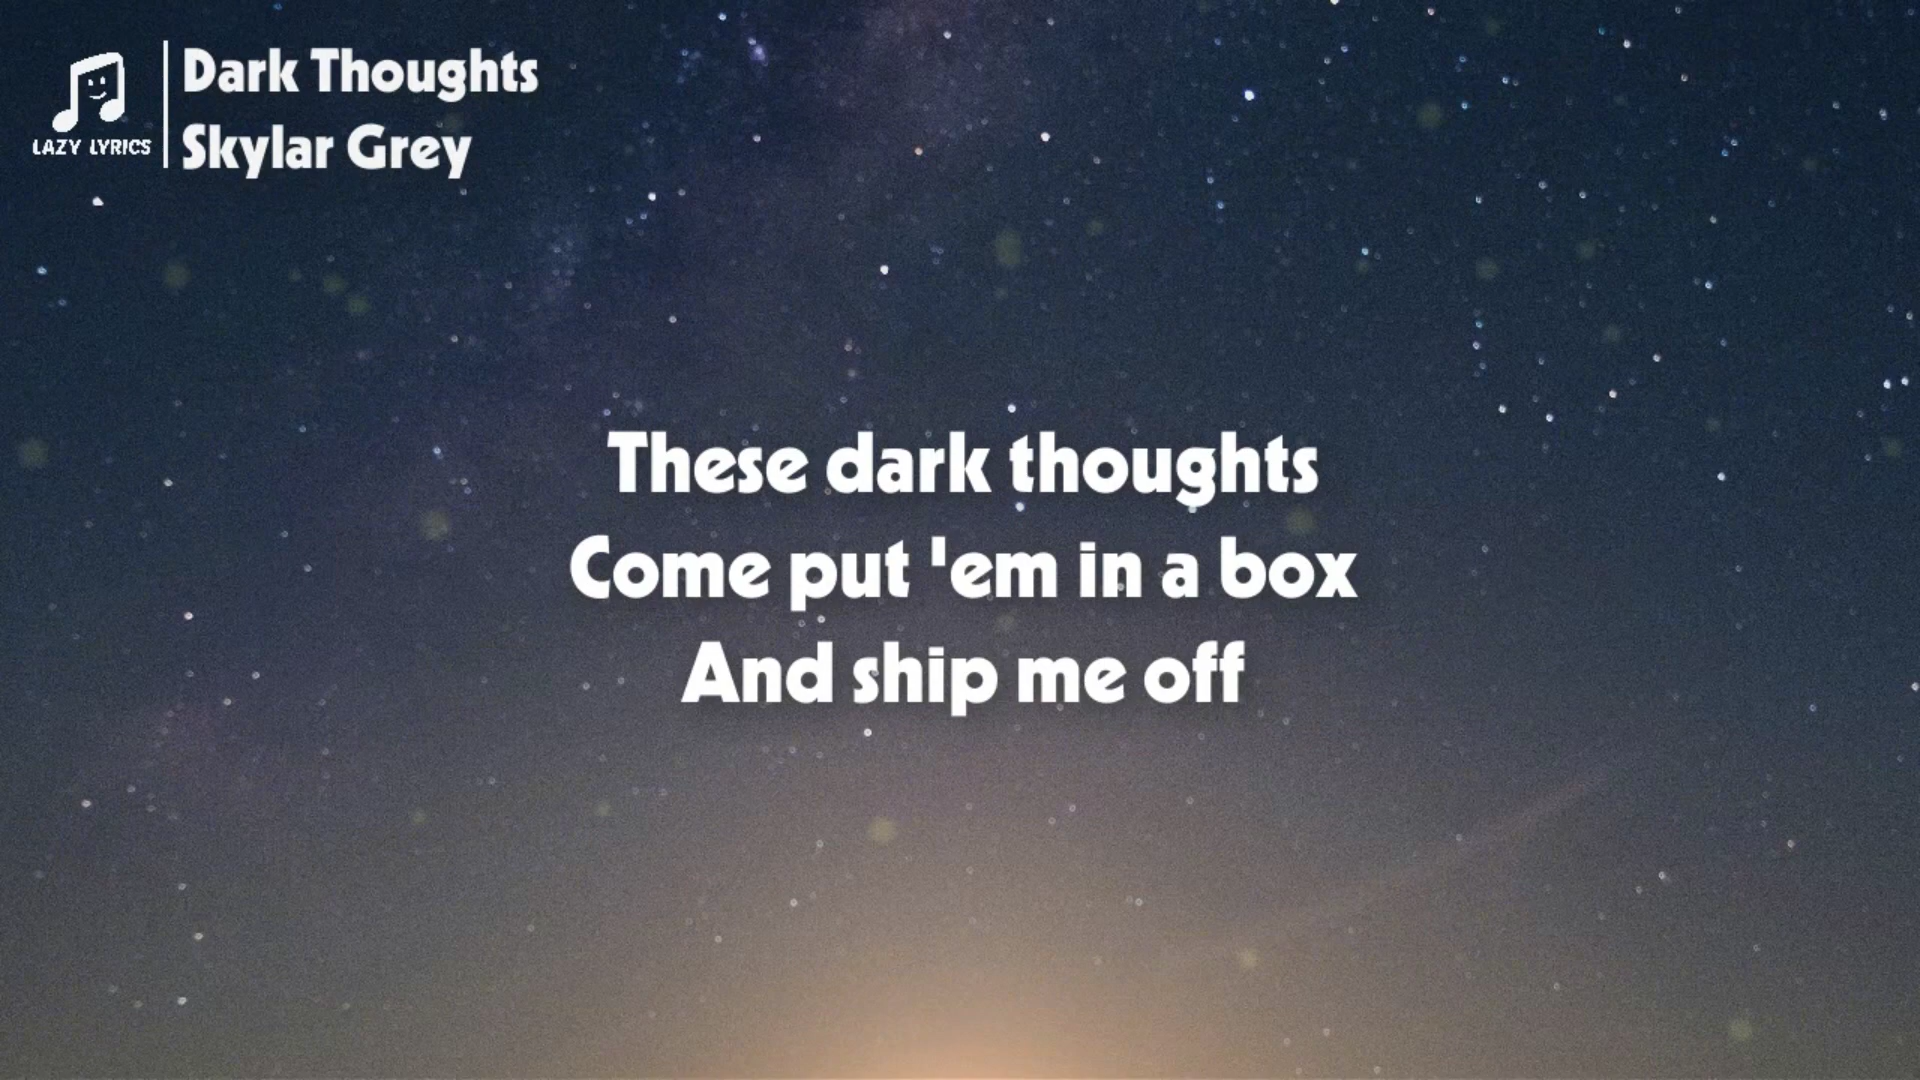 Dark Thoughts
Skylar Grey
LAZY LYRICS
These dark thoughts
Come put 'em in a box
And ship me off